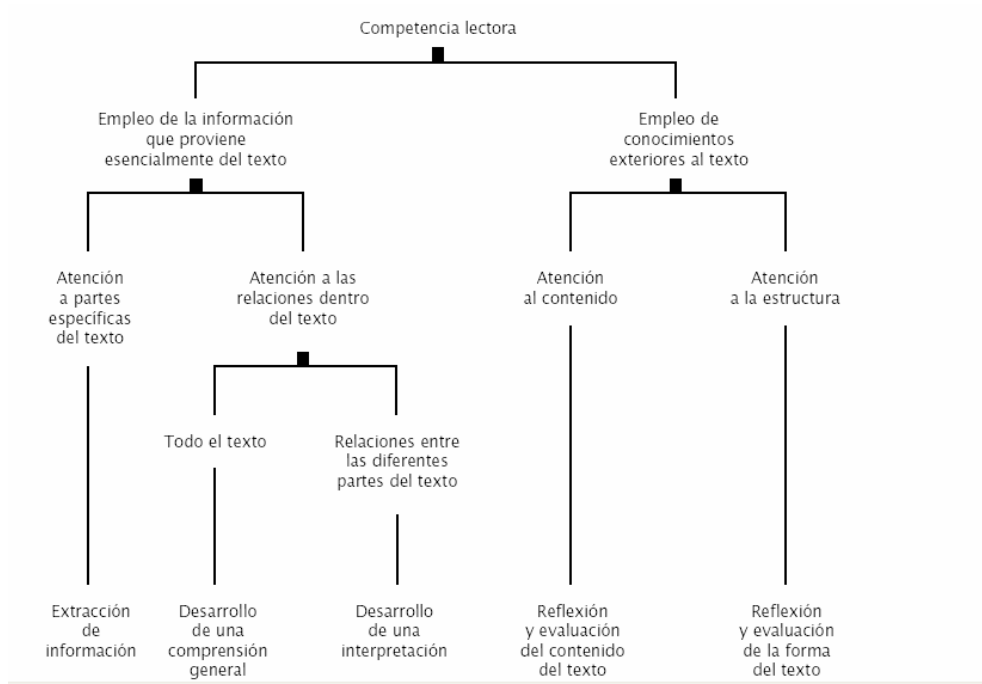 Competencia lectora
Empleo de la información
que proviene
esencialmente del texto
Empleo de
conocimientos
exteriores al texto
Atención
a partes
específicas
del texto
Atención a las
relaciones dentro
del texto
Atención
al contenido
Atención
a la estructura
Todo el texto
Relaciones entre
las diferentes
partes del texto
Extracción
de
información
Desarrollo
de una
comprensión
general
Desarrollo
de una
interpretación
Reflexión
y evaluación
del contenido
del texto
Reflexión
y evaluación
de la forma
del texto